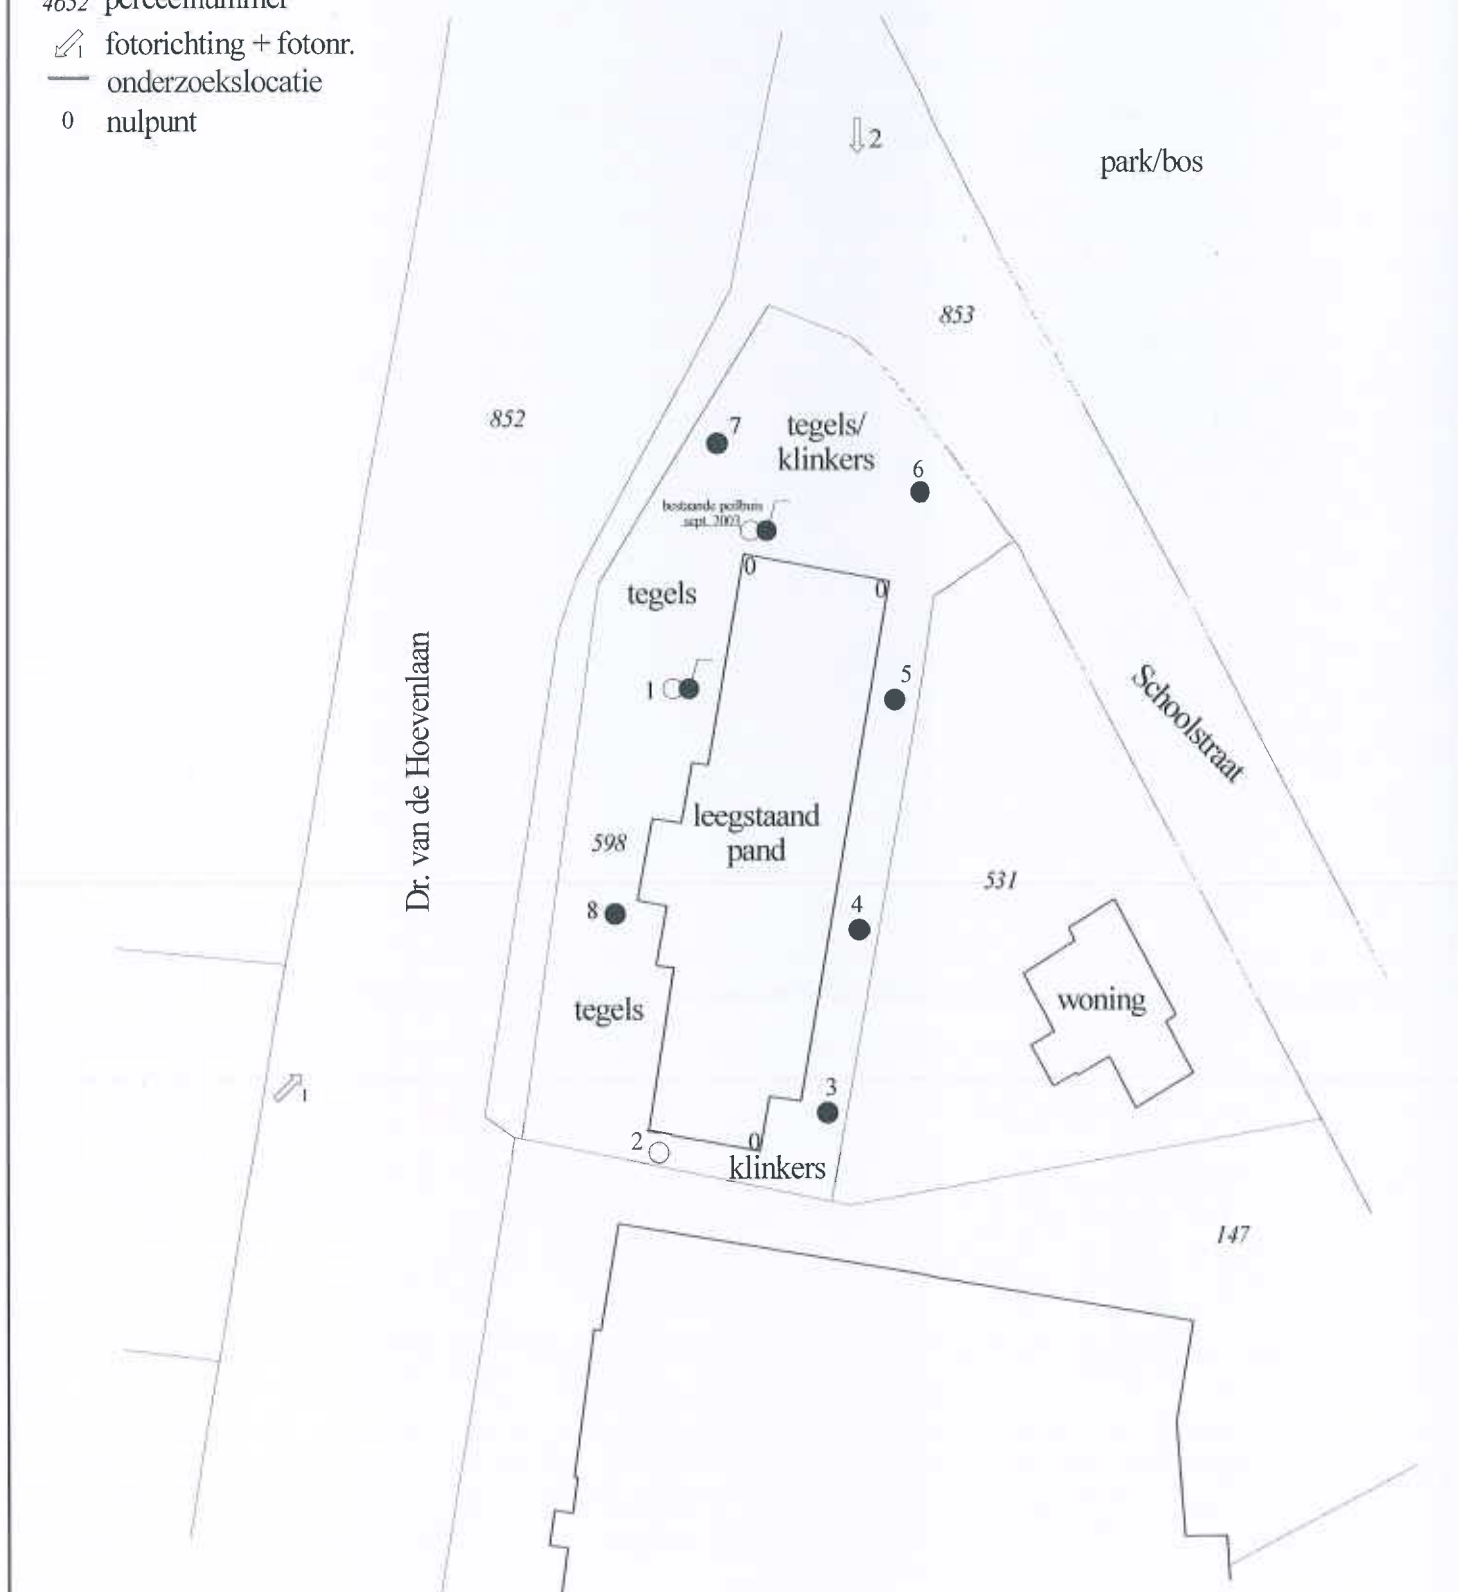 4652 perceelnummer
1 fotorichting + fotonr.
onderzoekslocatie
0 nulpunt
2
park/bos
853
852
7
tegels/
klinkers
6
bestaande peilbuis
sept. 2003
0
0
tegels
Dr. van de Hoevenlaan
1
5
Schoolstraat
leegstaand
pand
598
531
8
4
woning
tegels
1
3
2
0
klinkers
147